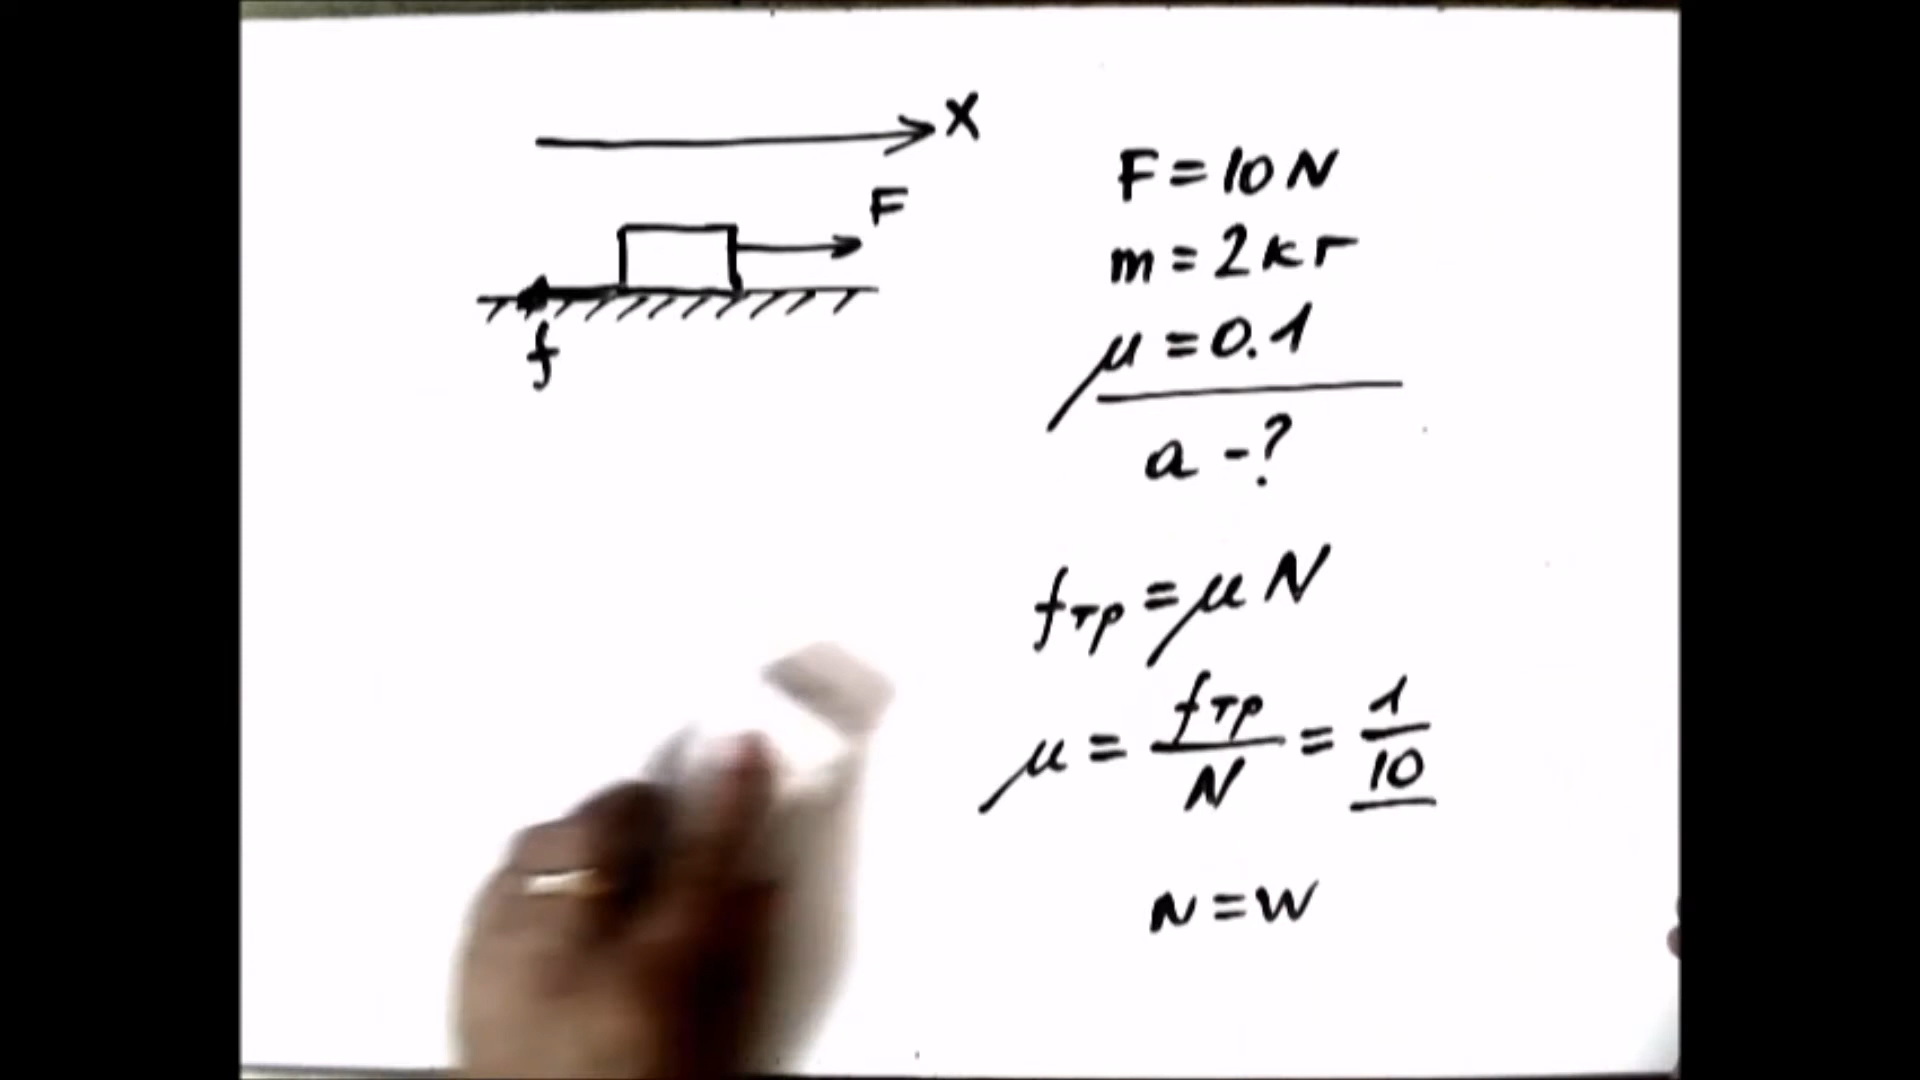 X
F
f
F = 10 N
m = 2 кг
μ = 0.1
a - ?
fтр = μ N
μ = fтр / N = 1 / 10
N = W